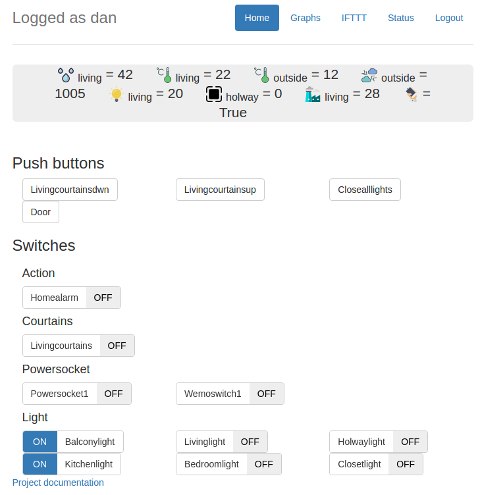 Logged as dan Home Graphs IFTTT Status Logout
living = 42 °C living = 22 °C outside = 12 outside =
1005 living = 20 holway = 0 living = 28 =
True
Push buttons
Livingcourtainsdwn Livingcourtainsup Closealllights
Door
Switches
Action
Homealarm OFF
Courtains
Livingcourtains OFF
Powersocket
Powersocket1 OFF Wemoswitch1 OFF
Light
ON Balconylight Livinglight OFF Holwaylight OFF
ON Kitchenlight Bedroomlight OFF Closetlight OFF
Project documentation